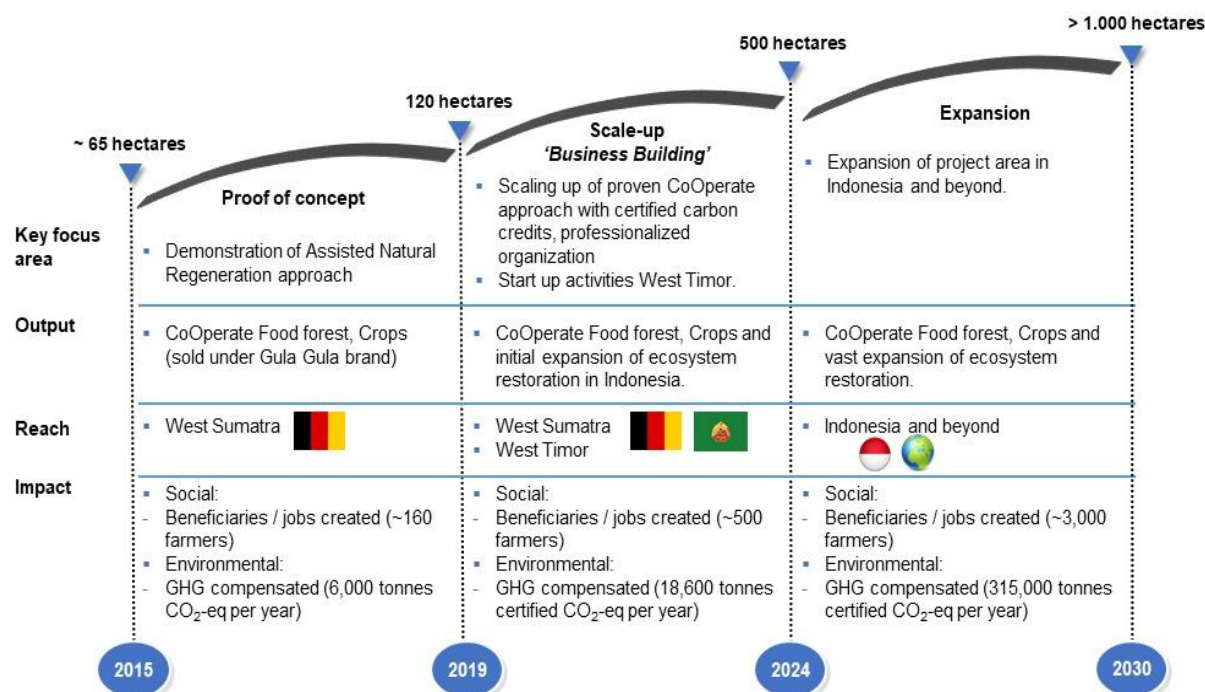 > 1.000 hectares
500 hectares
120 hectares
~ 65 hectares
Proof of concept
Scale-up
'Business Building'
Expansion
Key focus
area
▪ Demonstration of Assisted Natural
Regeneration approach
▪ Scaling up of proven CoOperate
approach with certified carbon
credits, professionalized
organization
▪ Start up activities West Timor.
▪ Expansion of project area in
Indonesia and beyond.
Output
▪ CoOperate Food forest, Crops
(sold under Gula Gula brand)
▪ CoOperate Food forest, Crops and
initial expansion of ecosystem
restoration in Indonesia.
▪ CoOperate Food forest, Crops and
vast expansion of ecosystem
restoration.
Reach
▪ West Sumatra
▪ West Sumatra
▪ West Timor
▪ Indonesia and beyond
Impact
▪ Social:
- Beneficiaries / jobs created (~160
farmers)
▪ Environmental:
- GHG compensated (6,000 tonnes
CO₂-eq per year)
▪ Social:
- Beneficiaries / jobs created (~500
farmers)
▪ Environmental:
- GHG compensated (18,600 tonnes
certified CO₂-eq per year)
▪ Social:
- Beneficiaries / jobs created (~3,000
farmers)
▪ Environmental:
- GHG compensated (315,000 tonnes
certified CO₂-eq per year)
2015
2019
2024
2030